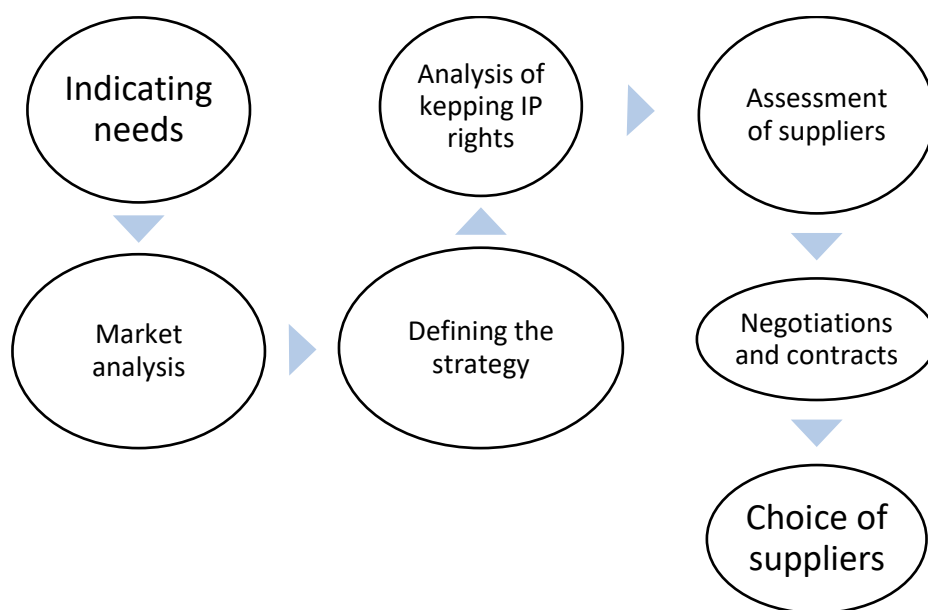 Indicating
needs
Market
analysis
Defining the
strategy
Analysis of
kepping IP
rights
Assessment
of suppliers
Negotiations
and contracts
Choice of
suppliers